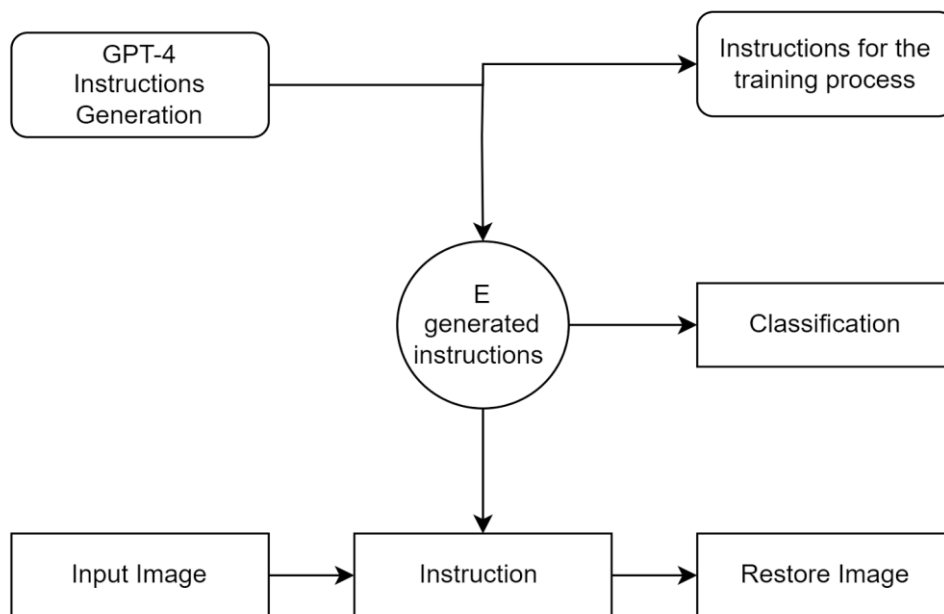 GPT-4
Instructions
Generation
Instructions for the
training process
E
generated
instructions
Classification
Input Image
Instruction
Restore Image